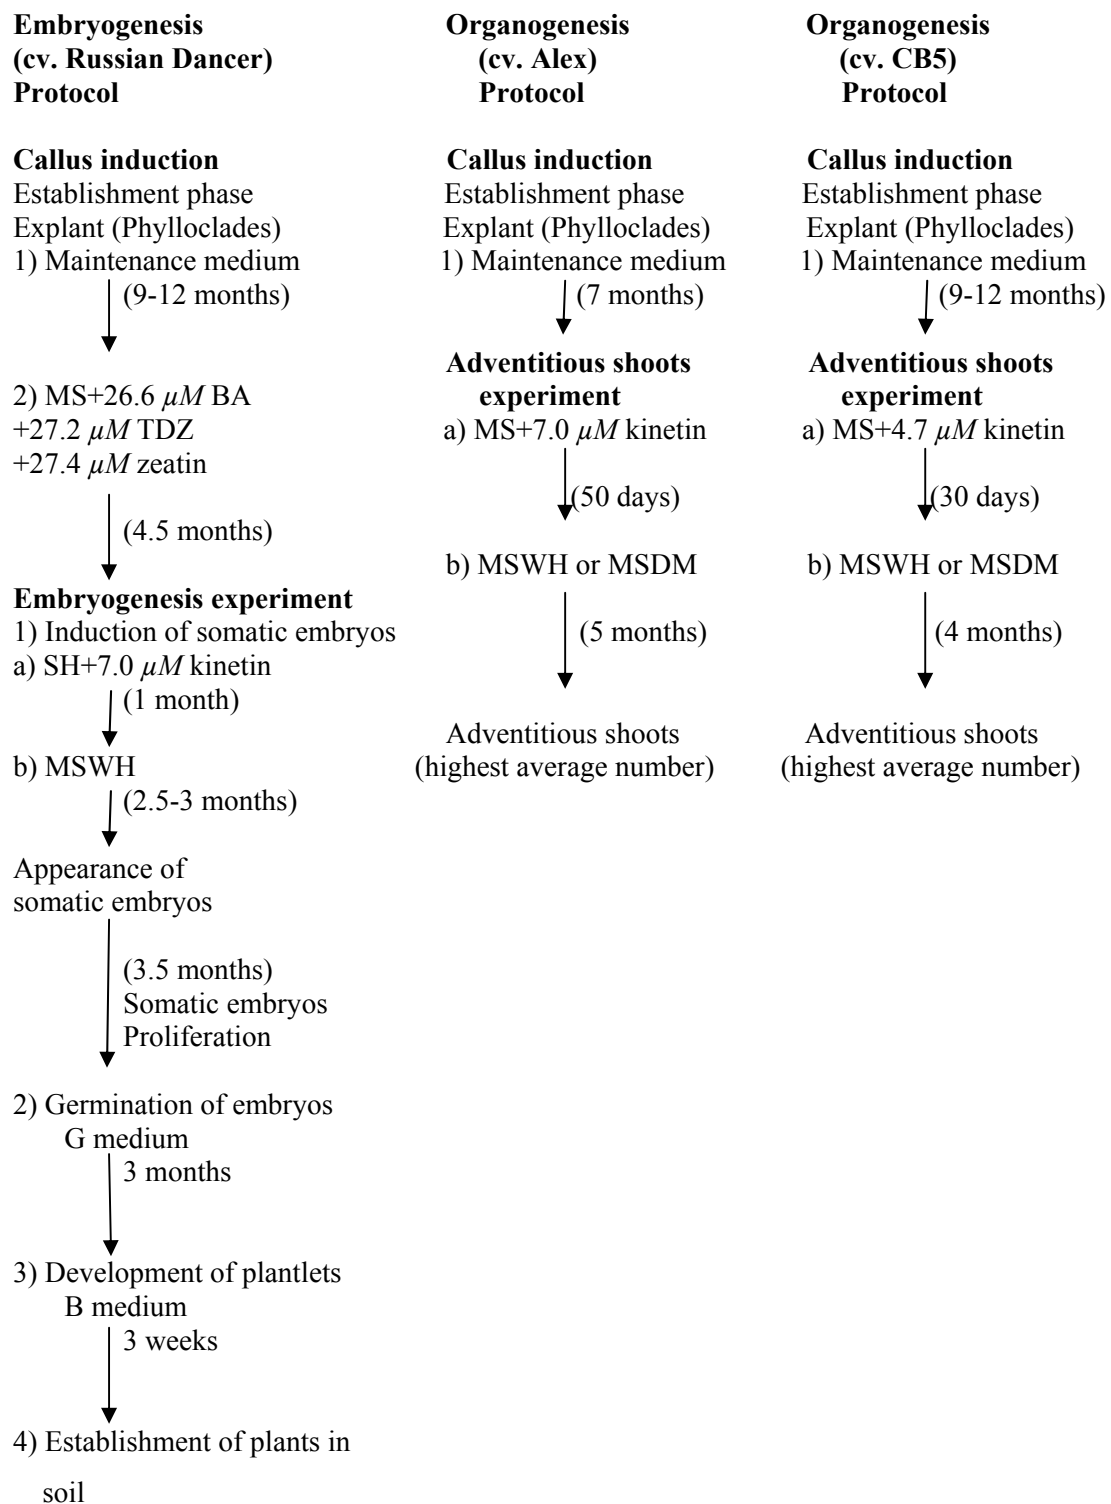 Embryogenesis
(cv. Russian Dancer)
Protocol
Callus induction
Establishment phase
Explant (Phylloclades)
1) Maintenance medium
(9-12 months)
2) MS+26.6 µM BA
+27.2 µM TDZ
+27.4 µM zeatin
(4.5 months)
Embryogenesis experiment
1) Induction of somatic embryos
a) SH+7.0 µM kinetin
(1 month)
b) MSWH
(2.5-3 months)
Appearance of
somatic embryos
(3.5 months)
Somatic embryos
Proliferation
2) Germination of embryos
G medium
3 months
3) Development of plantlets
B medium
3 weeks
4) Establishment of plants in
soil
Organogenesis
(cv. Alex)
Protocol
Callus induction
Establishment phase
Explant (Phylloclades)
1) Maintenance medium
(7 months)
Adventitious shoots
experiment
a) MS+7.0 µM kinetin
(50 days)
b) MSWH or MSDM
(5 months)
Adventitious shoots
(highest average number)
Organogenesis
(cv. CB5)
Protocol
Callus induction
Establishment phase
Explant (Phylloclades)
1) Maintenance medium
(9-12 months)
Adventitious shoots
experiment
a) MS+4.7 µM kinetin
(30 days)
b) MSWH or MSDM
(4 months)
Adventitious shoots
(highest average number)